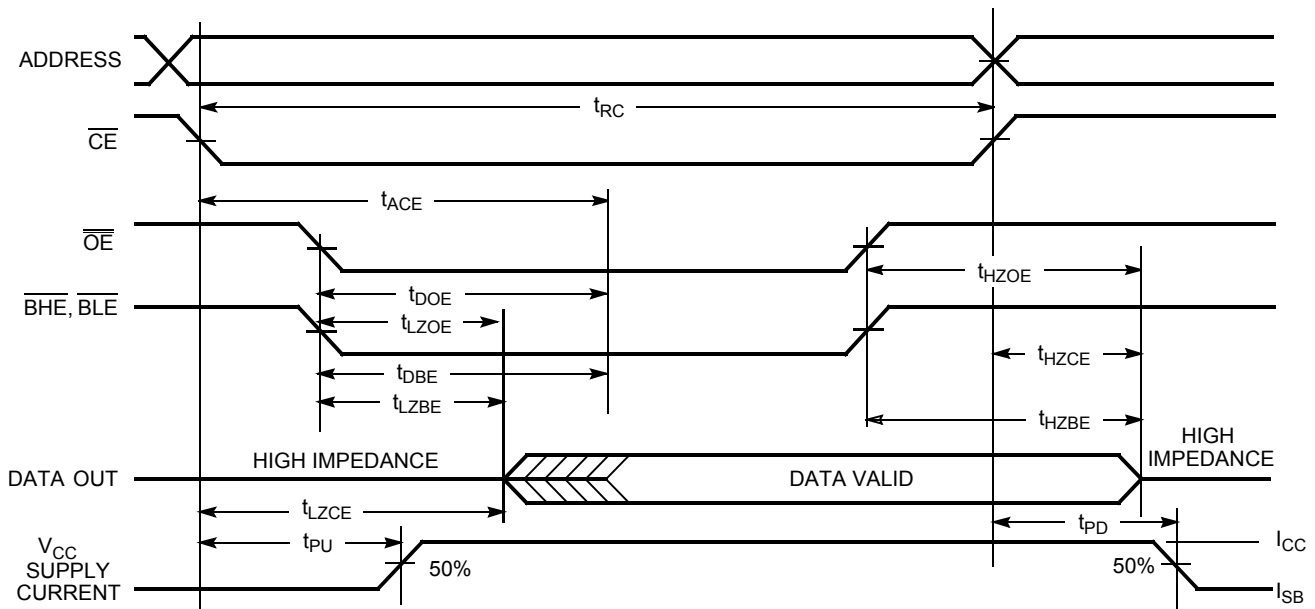 ADDRESS
tRC
CE
tACE
OE
tHZOE
tDOE
BHE, BLE
tLZOE
tHZCE
tDBE
tLZBE
tHZBE
HIGH IMPEDANCE
HIGH
IMPEDANCE
DATA OUT
DATA VALID
tLZCE
tPD
tPU
VCC
SUPPLY
CURRENT
50%
50%
ICC
ISB